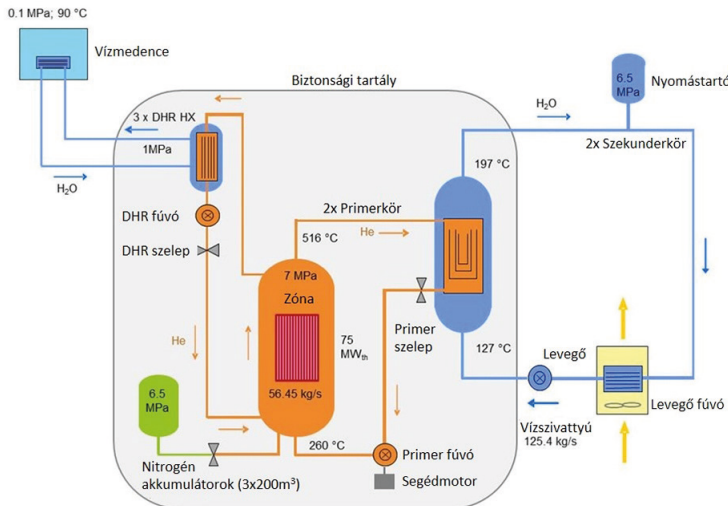 0.1 MPa; 90 °C
Vízmedence
Biztonsági tartály
6.5
MPa
Nyomástartó
H₂O
2x Szekunderkör
3 x DHR HX
1MPa
H₂O
197 °C
DHR fúvó
2x Primerkör
516 °C
He
DHR szelep
7 MPa
Zóna
He
75
MWth
Primer
szelep
127 °C
Levegő
56.45 kg/s
6.5
MPa
Levegő fúvó
Vízszivattyú
125.4 kg/s
260 °C
Primer fúvó
Nitrogén
akkumulátorok (3x200m³)
Segédmotor